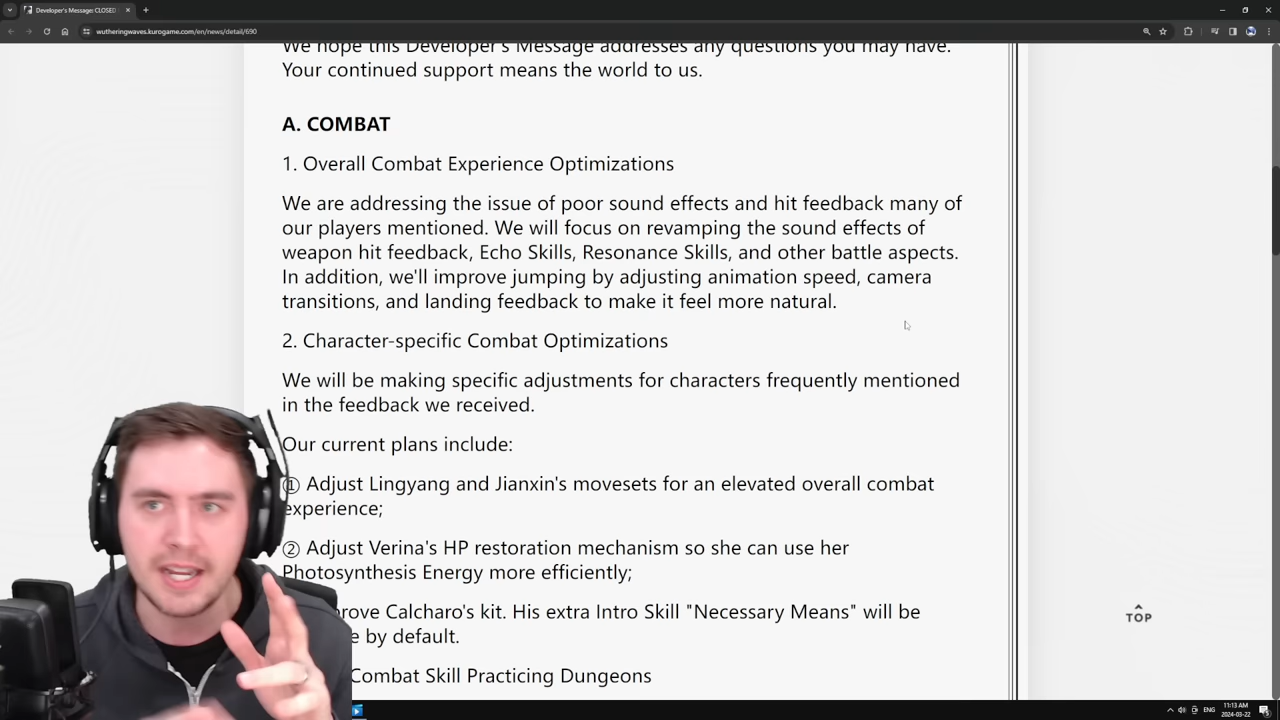 Developer's Message: CLOSED
wutheringwaves.kurogame.com/en/news/detail/690
We hope this Developer's Message addresses any questions you may have.
Your continued support means the world to us.
A. COMBAT
1. Overall Combat Experience Optimizations
We are addressing the issue of poor sound effects and hit feedback many of
our players mentioned. We will focus on revamping the sound effects of
weapon hit feedback, Echo Skills, Resonance Skills, and other battle aspects.
In addition, we'll improve jumping by adjusting animation speed, camera
transitions, and landing feedback to make it feel more natural.
2. Character-specific Combat Optimizations
We will be making specific adjustments for characters frequently mentioned
in the feedback we received.
Our current plans include:
① Adjust Lingyang and Jianxin's movesets for an elevated overall combat
experience;
② Adjust Verina's HP restoration mechanism so she can use her
Photosynthesis Energy more efficiently;
prove Calcharo's kit. His extra Intro Skill "Necessary Means" will be
e by default.
Combat Skill Practicing Dungeons
TOP
ENG
11:13 AM
2024-03-22